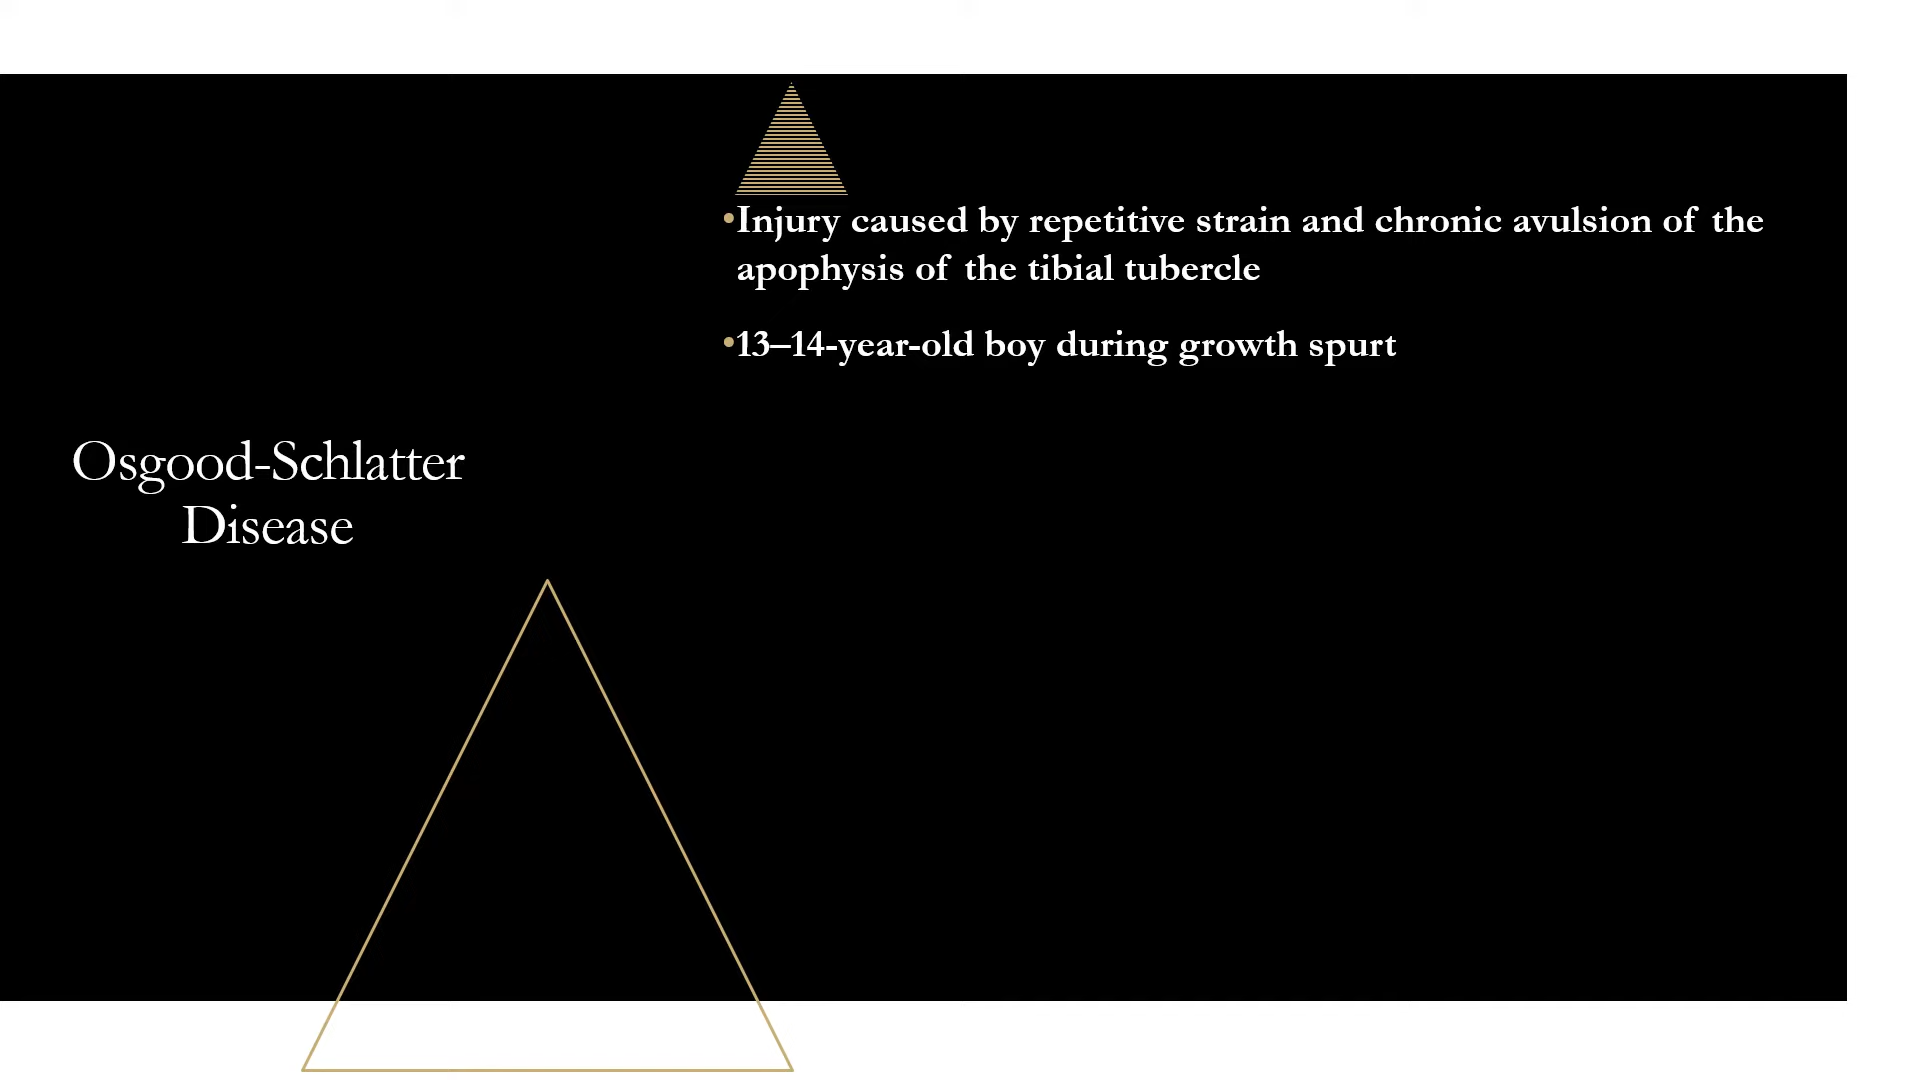 Osgood-Schlatter
Disease
•Injury caused by repetitive strain and chronic avulsion of the
apophysis of the tibial tubercle
•13–14-year-old boy during growth spurt